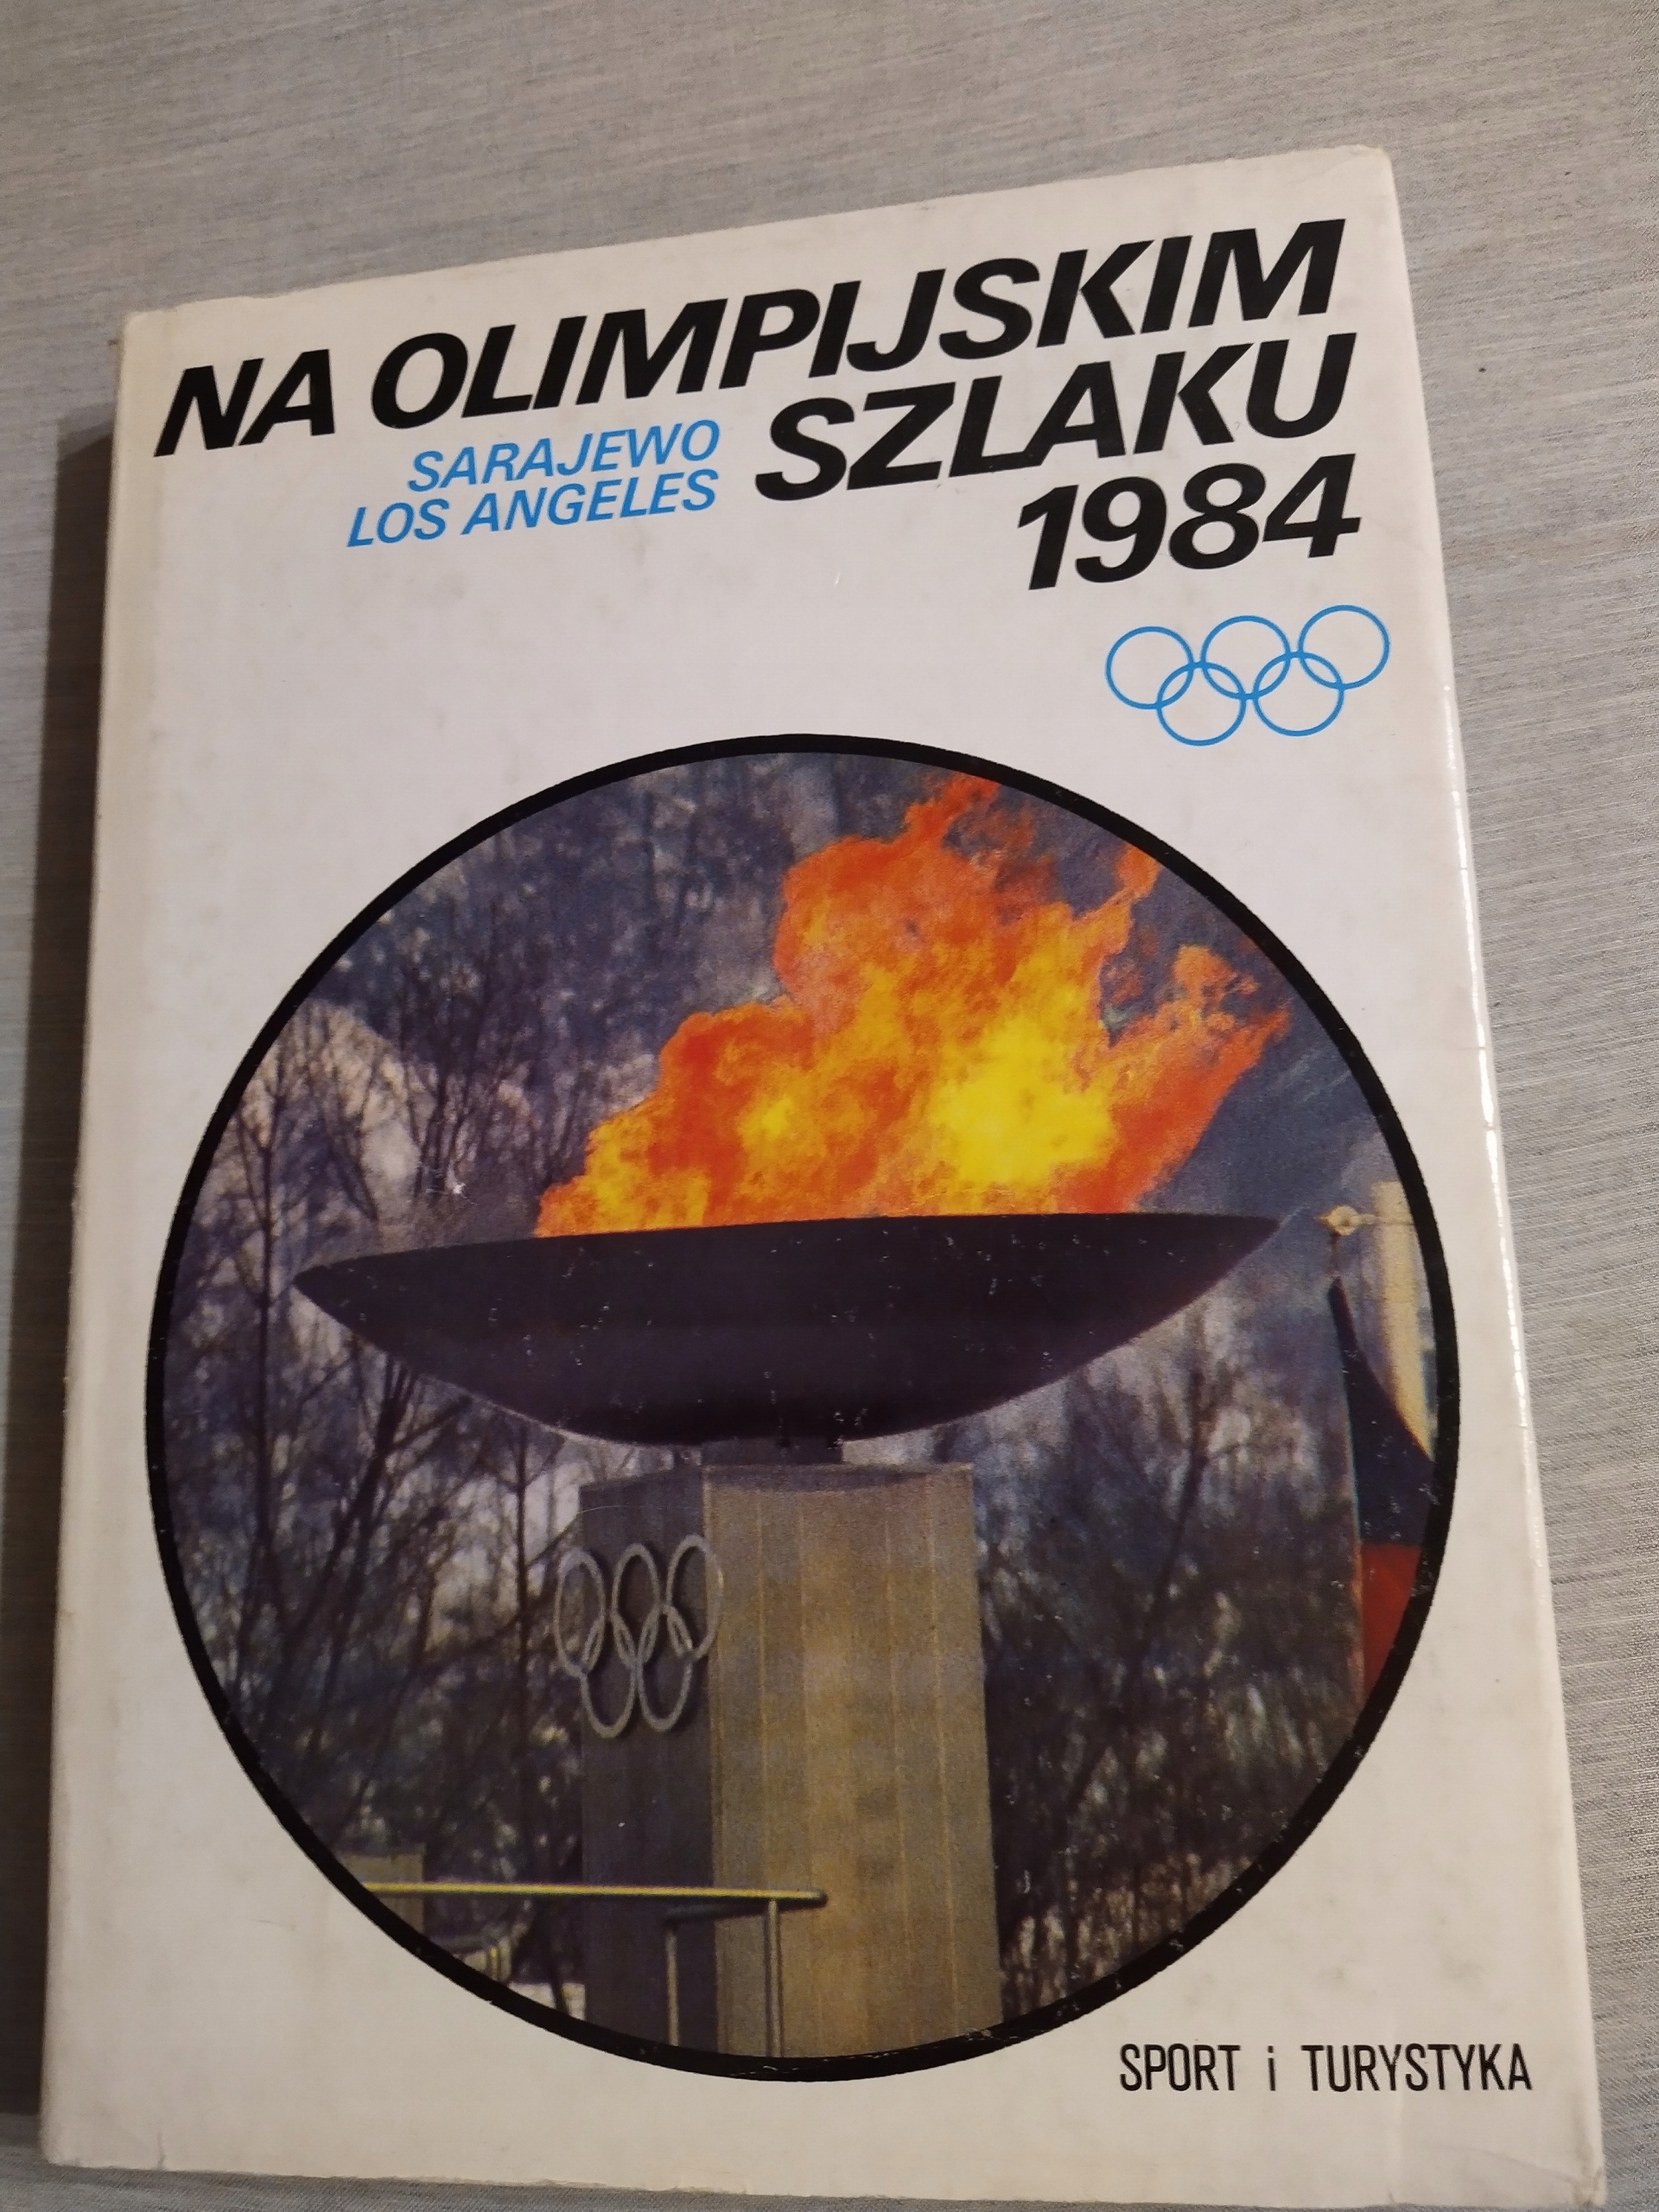 NA OLIMPIJSKIM
SZLAKU
1984
SARAJEWO
LOS ANGELES
SPORT i TURYSTYKA